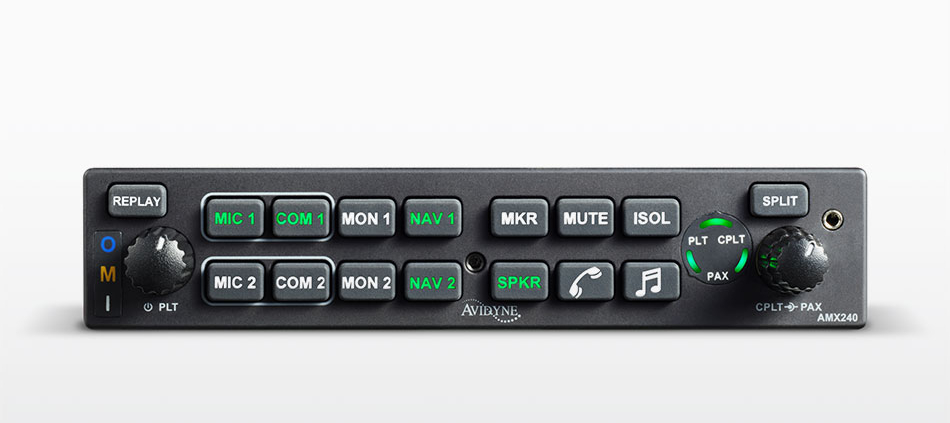 REPLAY
MIC 1 COM 1 MON 1 NAV 1 MKR MUTE ISOL
SPLIT
O
M
I
PLT CPLT
PAX
MIC 2 COM 2 MON 2 NAV 2 SPKR
PLT
AVIDYNE
CPLT PAX
AMX240